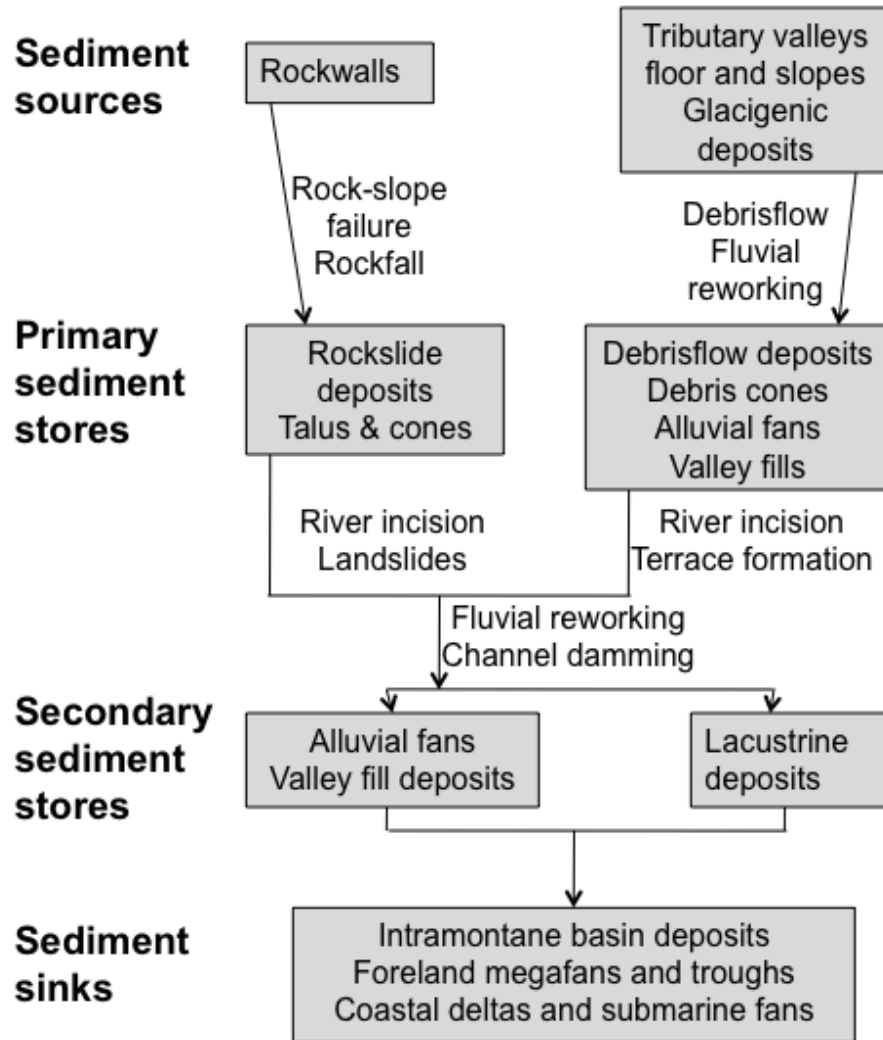 Sediment
sources
Rockwalls
Tributary valleys
floor and slopes
Glacigenic
deposits
Rock-slope
failure
Rockfall
Debrisflow
Fluvial
reworking
Primary
sediment
stores
Rockslide
deposits
Talus & cones
Debrisflow deposits
Debris cones
Alluvial fans
Valley fills
River incision
Landslides
River incision
Terrace formation
Fluvial reworking
Channel damming
Secondary
sediment
stores
Alluvial fans
Valley fill deposits
Lacustrine
deposits
Sediment
sinks
Intramontane basin deposits
Foreland megafans and troughs
Coastal deltas and submarine fans